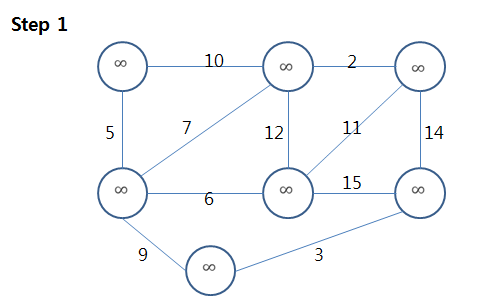 Step 1
∞ 10 ∞ 2 ∞
5 7 12 11 14
∞ 6 ∞ 15 ∞
9 ∞ 3